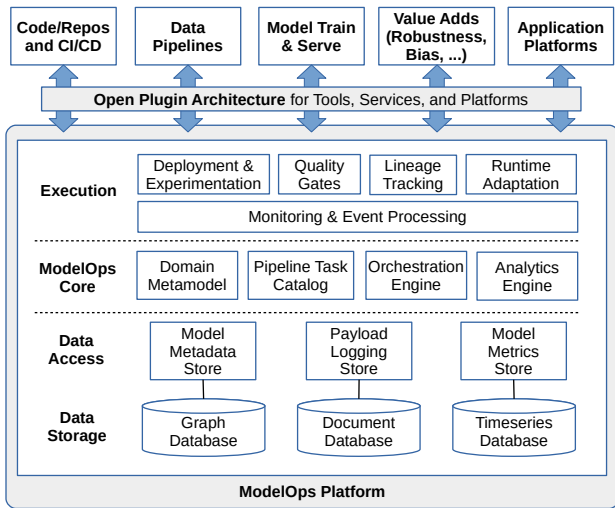 Code/Repos
and CI/CD
Data
Pipelines
Model Train
& Serve
Value Adds
(Robustness,
Bias, ...)
Application
Platforms
Open Plugin Architecture for Tools, Services, and Platforms
Execution
Deployment &
Experimentation
Quality
Gates
Lineage
Tracking
Runtime
Adaptation
Monitoring & Event Processing
ModelOps
Core
Domain
Metamodel
Pipeline Task
Catalog
Orchestration
Engine
Analytics
Engine
Data
Access
Model
Metadata
Store
Payload
Logging
Store
Model
Metrics
Store
Data
Storage
Graph
Database
Document
Database
Timeseries
Database
ModelOps Platform